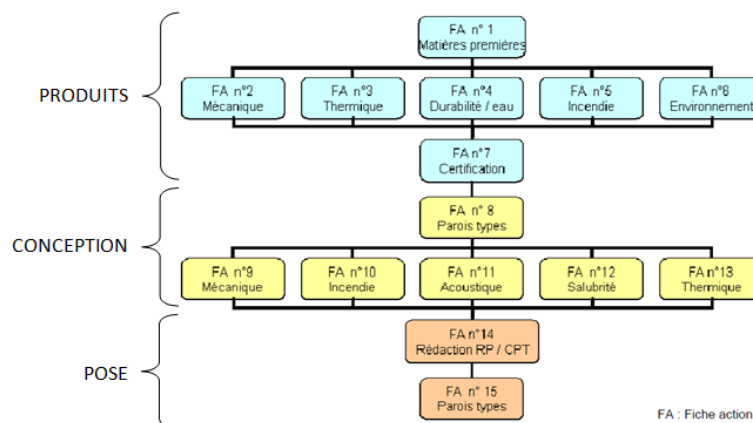 FA n° 1
Matières premières
PRODUITS
FA n°2
Mécanique
FA n°3
Thermique
FA n°4
Durabilité / eau
FA n°5
Incendie
FA n°6
Environnement
FA n°7
Certification
CONCEPTION
FA n° 8
Parois types
FA n°9
Mécanique
FA n°10
Incendie
FA n°11
Acoustique
FA n°12
Salubrité
FA n°13
Thermique
POSE
FA n°14
Rédaction RP / CPT
FA n° 15
Parois types
FA : Fiche action